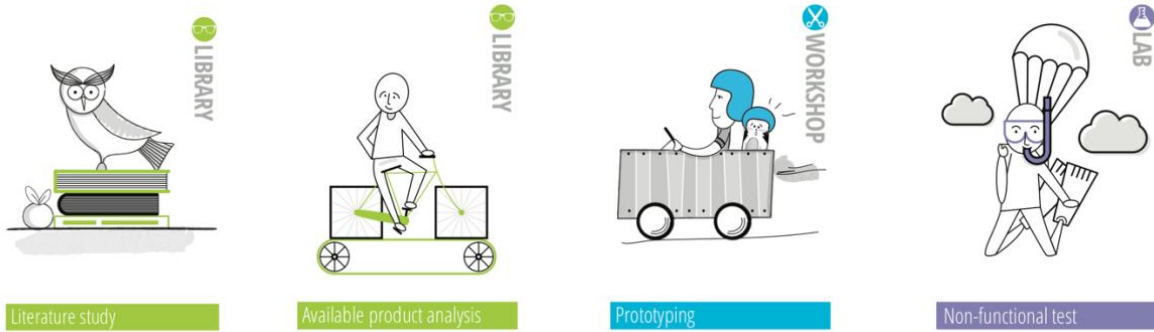 LIBRARY
Literature study
LIBRARY
Available product analysis
WORKSHOP
Prototyping
LAB
Non-functional test